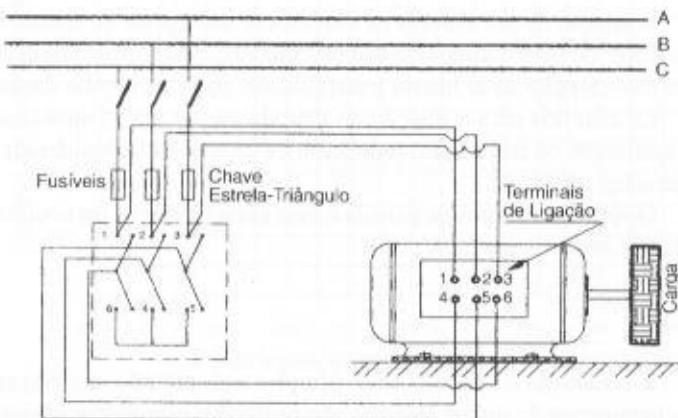 A
B
C
Fusíveis
Chave
Estrela-Triângulo
Terminais
de Ligação
1 2 3
1 2 3
4 5 6
6 4 5
Carga